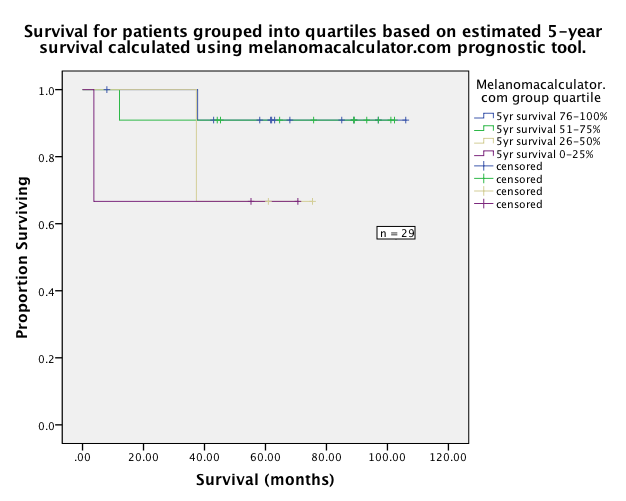 Survival for patients grouped into quartiles based on estimated 5-year
survival calculated using melanomacalculator.com prognostic tool.
Melanomacalculator.
com group quartile
5yr survival 76-100%
5yr survival 51-75%
5yr survival 26-50%
5yr survival 0-25%
censored
censored
censored
censored
Proportion Surviving
1.0
0.8
0.6
0.4
0.2
0.0
n = 29
.00 20.00 40.00 60.00 80.00 100.00 120.00
Survival (months)